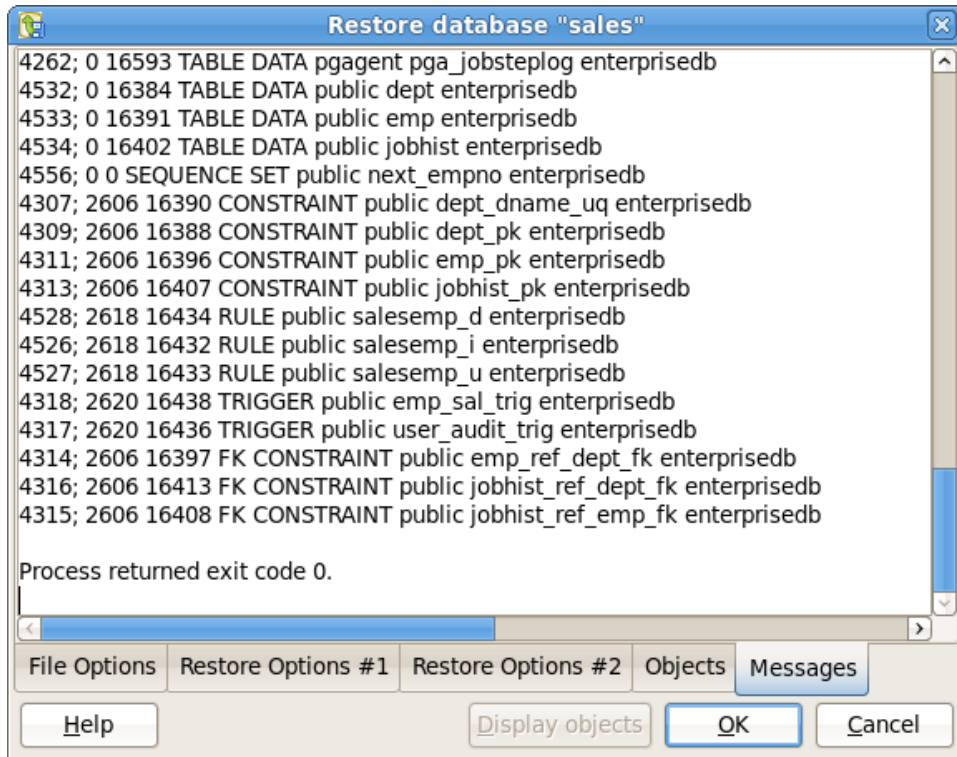 Restore database "sales"
4262; 0 16593 TABLE DATA pgagent pga_jobsteplog enterprisedb
4532; 0 16384 TABLE DATA public dept enterprisedb
4533; 0 16391 TABLE DATA public emp enterprisedb
4534; 0 16402 TABLE DATA public jobhist enterprisedb
4556; 0 0 SEQUENCE SET public next_empno enterprisedb
4307; 2606 16390 CONSTRAINT public dept_dname_uq enterprisedb
4309; 2606 16388 CONSTRAINT public dept_pk enterprisedb
4311; 2606 16396 CONSTRAINT public emp_pk enterprisedb
4313; 2606 16407 CONSTRAINT public jobhist_pk enterprisedb
4528; 2618 16434 RULE public salesemp_d enterprisedb
4526; 2618 16432 RULE public salesemp_i enterprisedb
4527; 2618 16433 RULE public salesemp_u enterprisedb
4318; 2620 16438 TRIGGER public emp_sal_trig enterprisedb
4317; 2620 16436 TRIGGER public user_audit_trig enterprisedb
4314; 2606 16397 FK CONSTRAINT public emp_ref_dept_fk enterprisedb
4316; 2606 16413 FK CONSTRAINT public jobhist_ref_dept_fk enterprisedb
4315; 2606 16408 FK CONSTRAINT public jobhist_ref_emp_fk enterprisedb
Process returned exit code 0.
File Options Restore Options #1 Restore Options #2 Objects Messages
Help Display objects OK Cancel